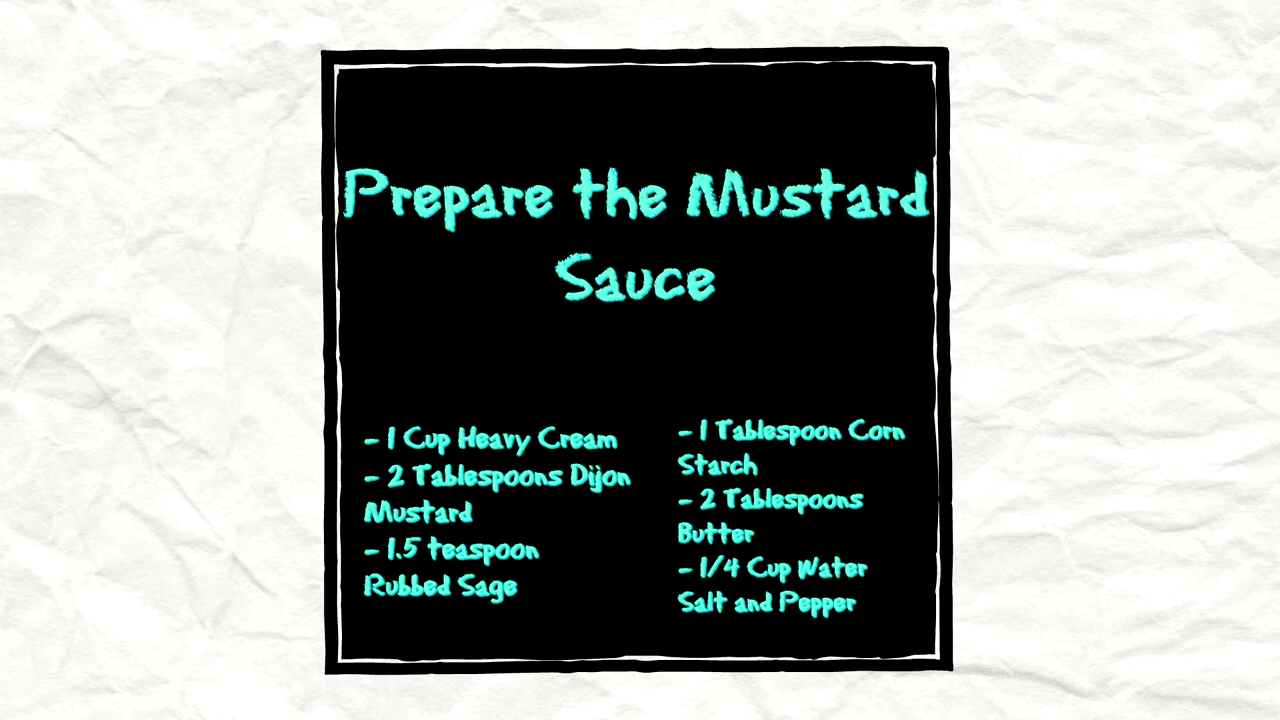 Prepare the Mustard
Sauce
- 1 Cup Heavy Cream
- 2 Tablespoons Dijon
Mustard
- 1.5 teaspoon
Rubbed Sage
- 1 Tablespoon Corn
Starch
- 2 Tablespoons
Butter
- 1/4 Cup Water
Salt and Pepper